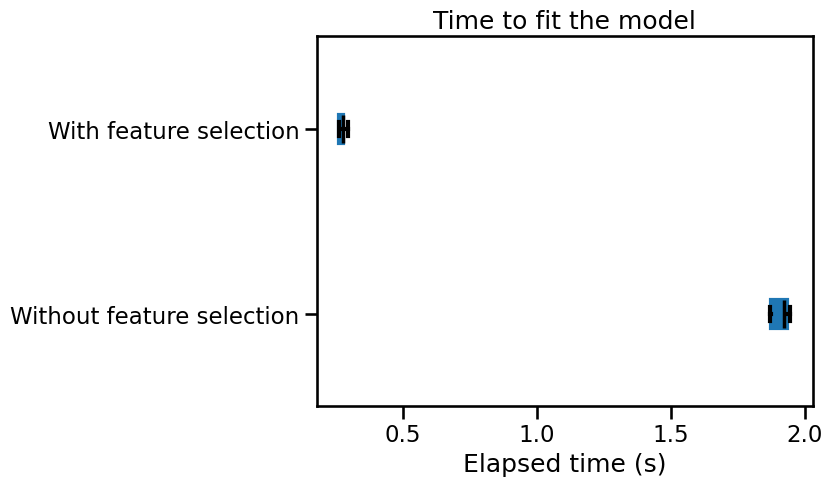 Time to fit the model
With feature selection
Without feature selection
0.5 1.0 1.5 2.0
Elapsed time (s)